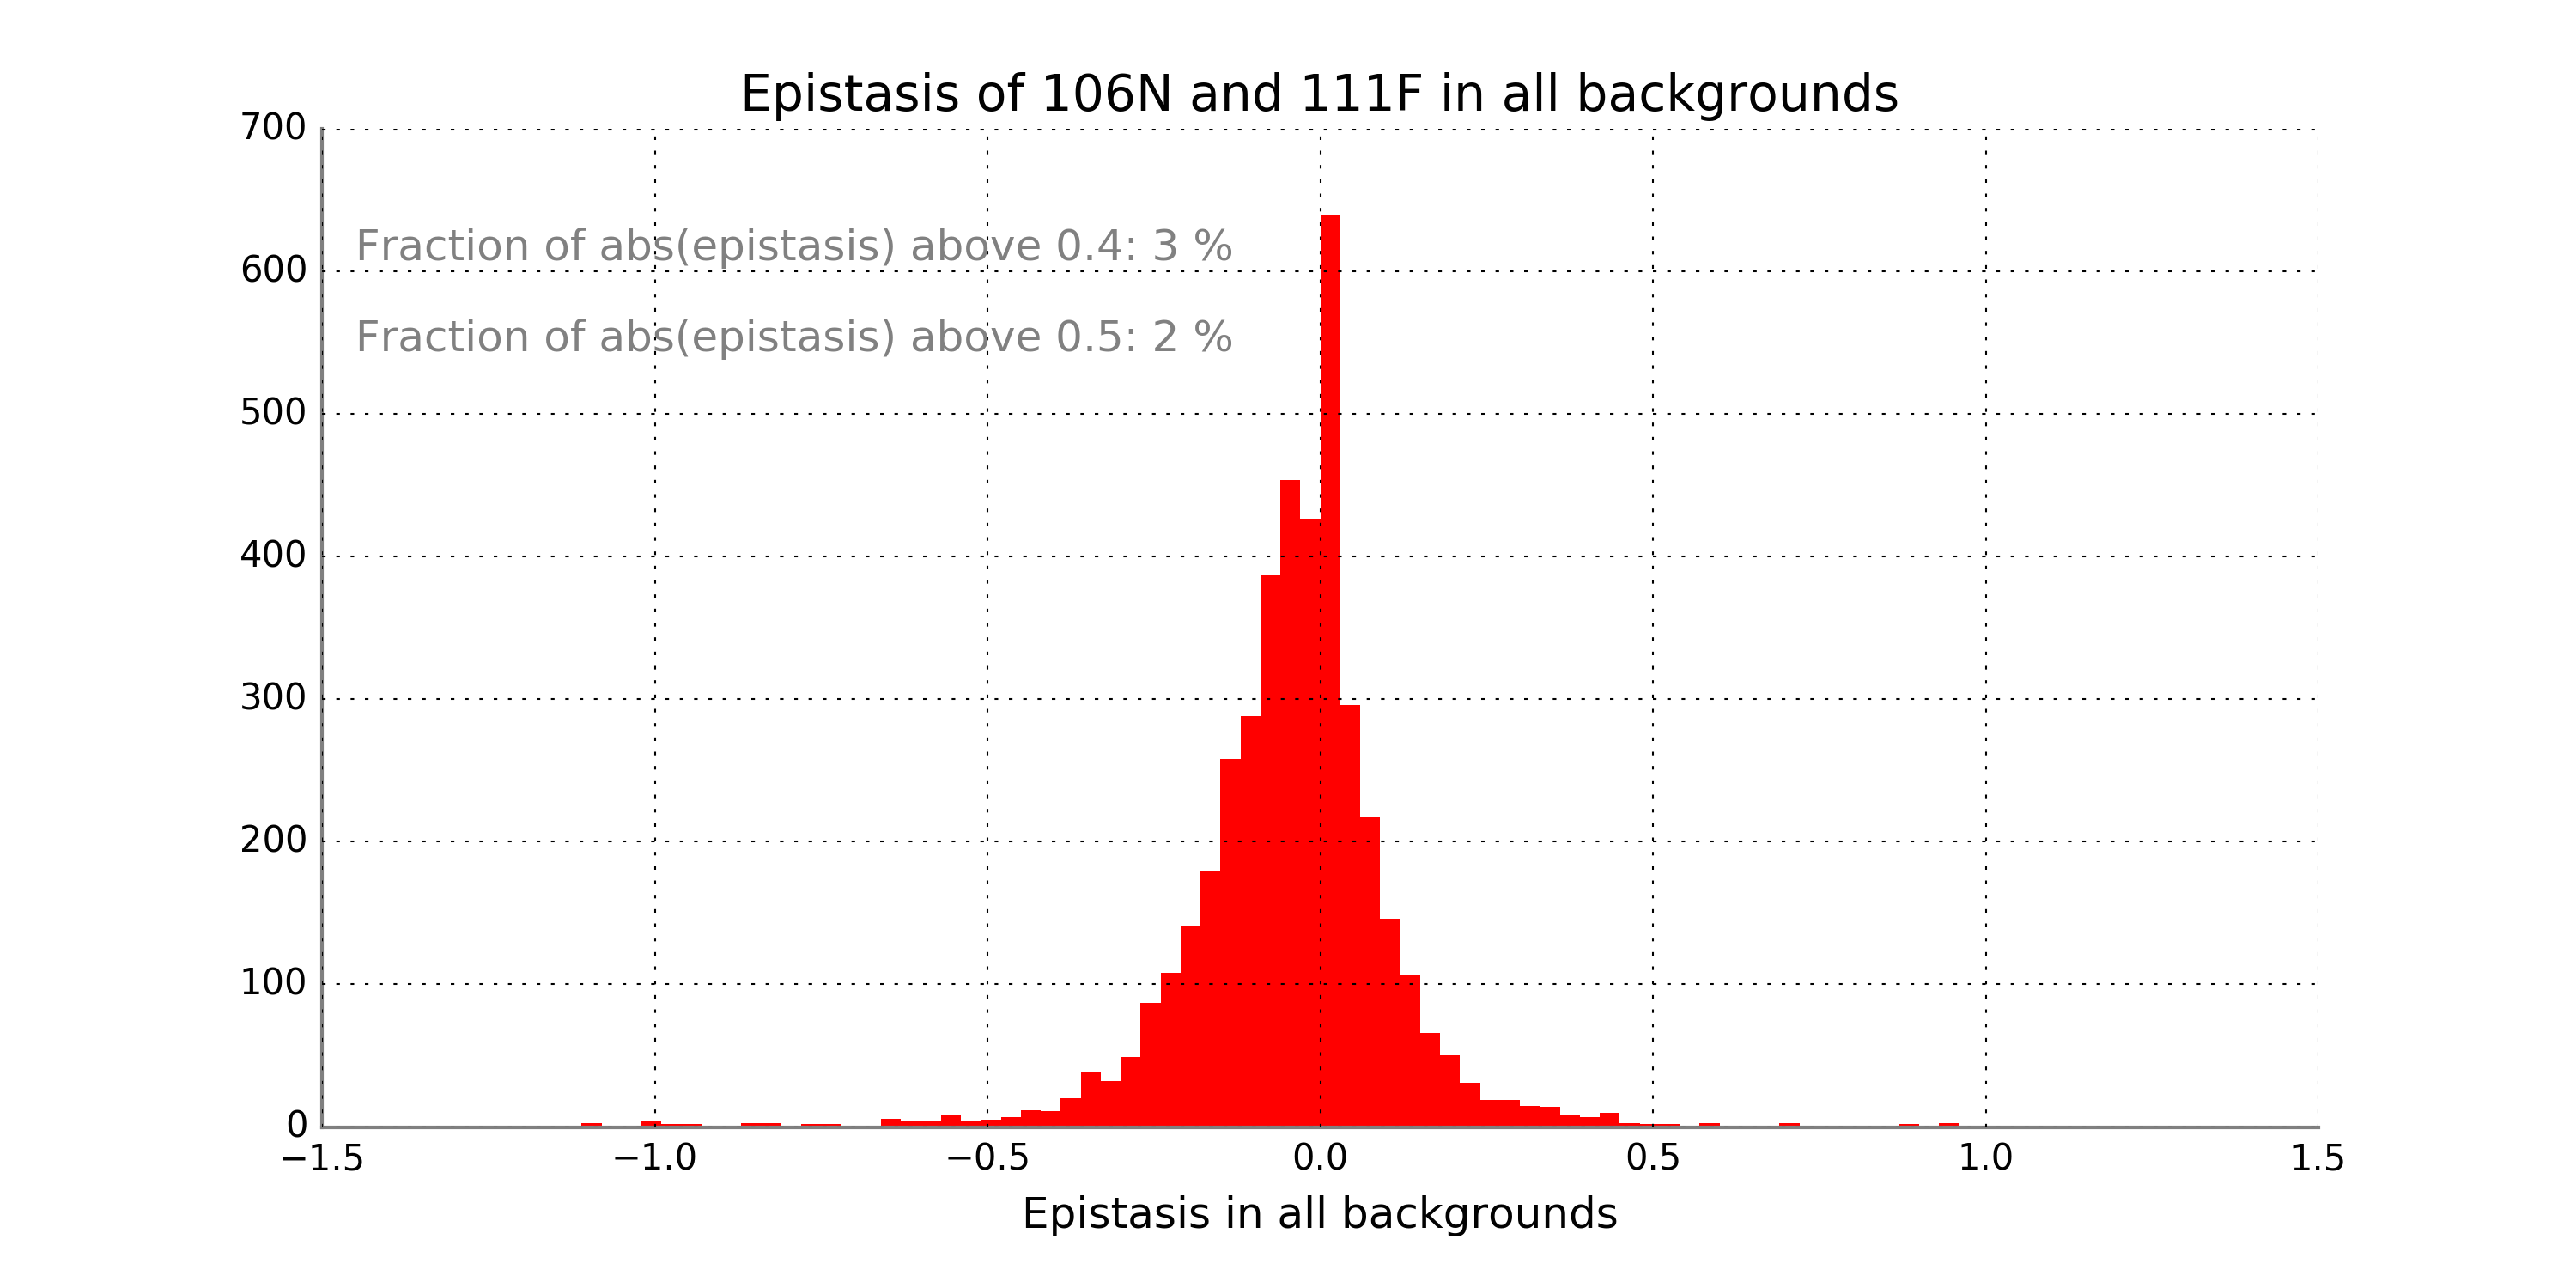 Epistasis of 106N and 111F in all backgrounds
700
600
500
400
300
200
100
0
Fraction of abs(epistasis) above 0.4: 3 %
Fraction of abs(epistasis) above 0.5: 2 %
−1.5 −1.0 −0.5 0.0 0.5 1.0 1.5
Epistasis in all backgrounds